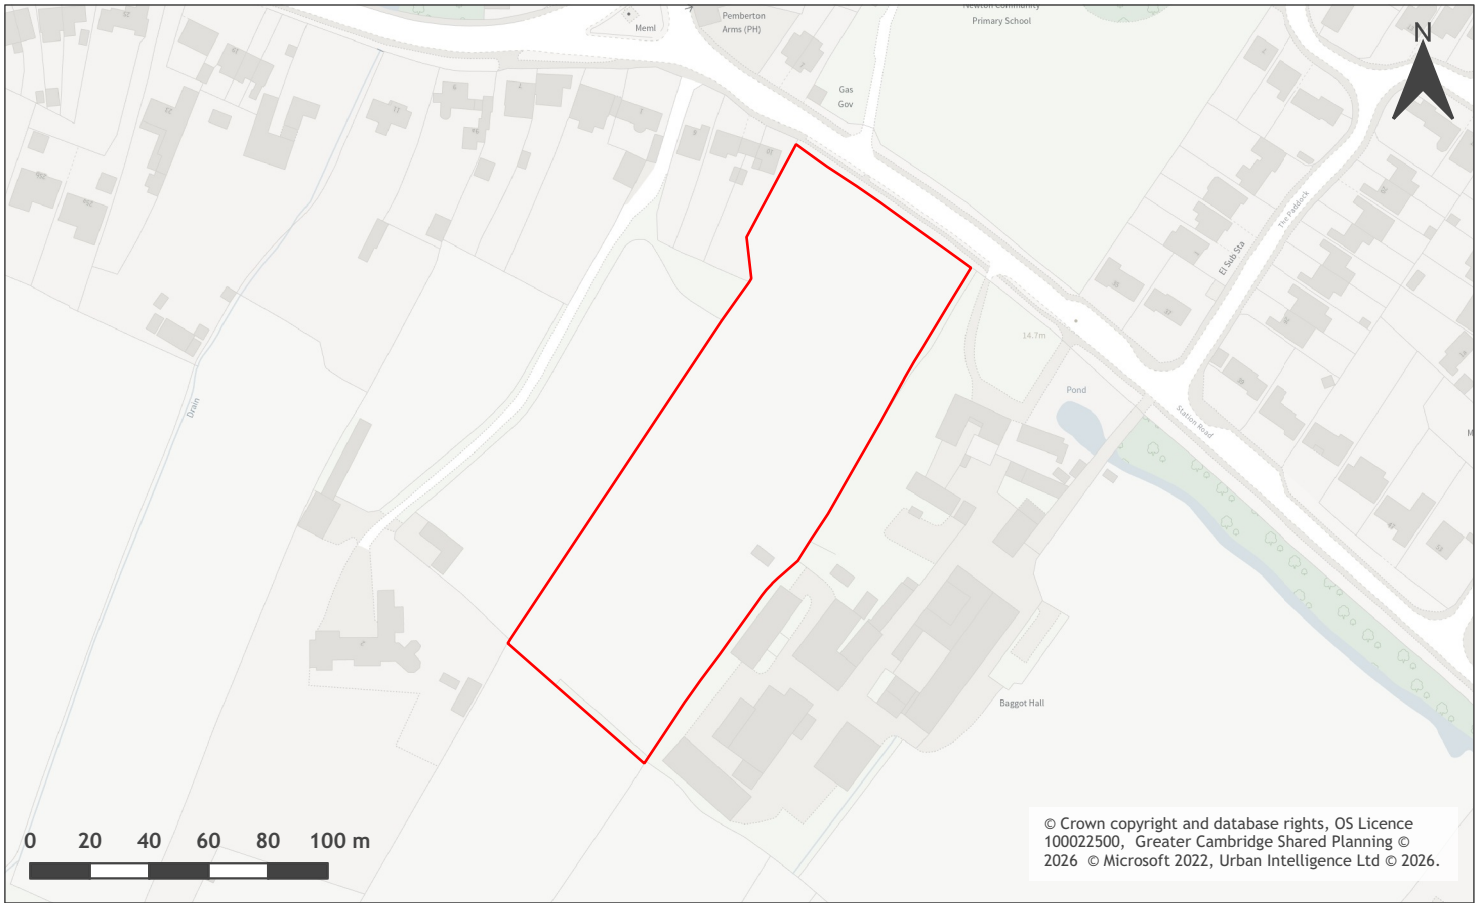 Newton Community
Primary School
Pemberton
Arms (PH)
Meml
N
Gas
Gov
The Paddock
El Sub Sta
14.7m
Pond
Station Road
Drain
Baggot Hall
0 20 40 60 80 100 m
© Crown copyright and database rights, OS Licence
100022500, Greater Cambridge Shared Planning ©
2026 © Microsoft 2022, Urban Intelligence Ltd © 2026.